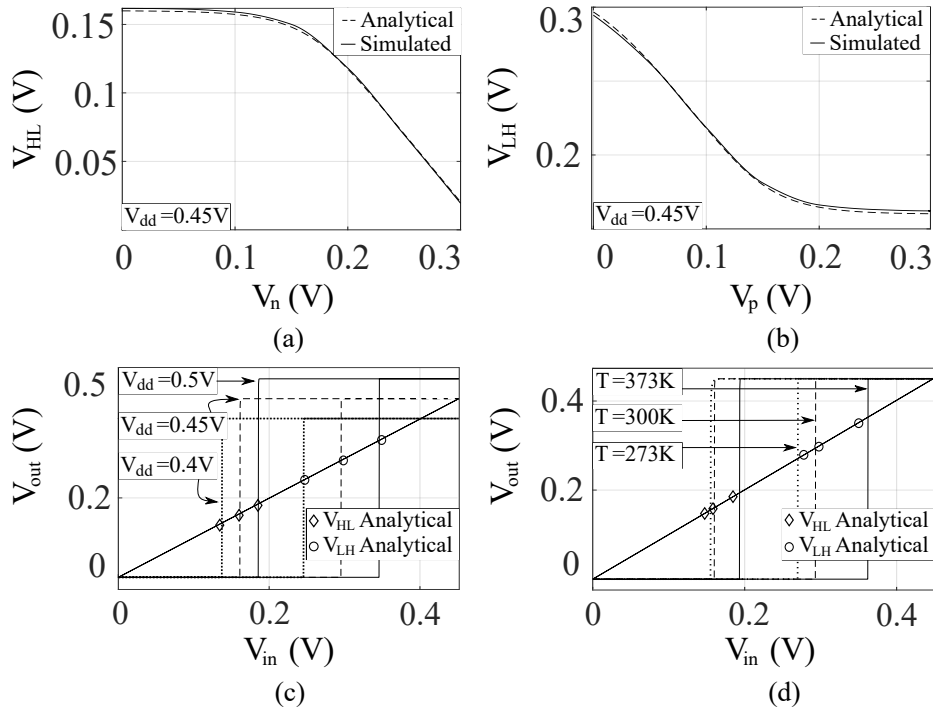 V_HL (V)
0.15
0.1
0.05
Analytical
Simulated
V_dd =0.45V
0 0.1 0.2 0.3
V_n (V)
(a)
V_LH (V)
0.3
0.2
Analytical
Simulated
V_dd =0.45V
0 0.1 0.2 0.3
V_p (V)
(b)
V_out (V)
0.5
0.2
0
V_dd =0.5V
V_dd =0.45V
V_dd =0.4V
V_HL Analytical
V_LH Analytical
0 0.2 0.4
V_in (V)
(c)
V_out (V)
0.4
0.2
0
T =373K
T =300K
T =273K
V_HL Analytical
V_LH Analytical
0 0.2 0.4
V_in (V)
(d)